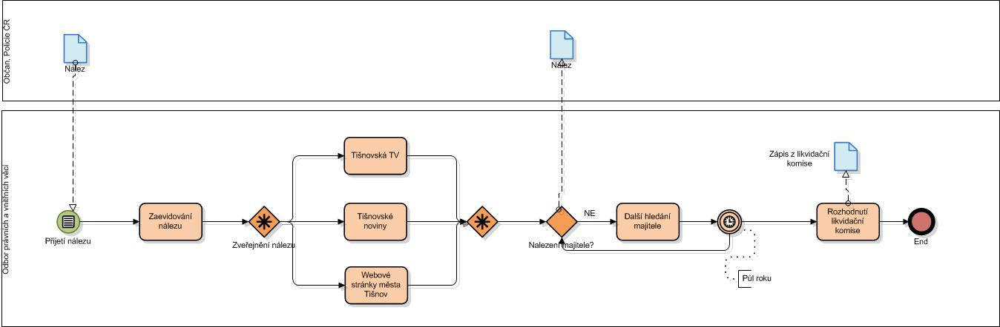 Občan, Policie ČR
Nález
Nález
Odbor právních a vnitřních věcí
Přijetí nálezu
Zaevidování
nálezu
Zveřejnění nálezu
Tišnovská TV
Tišnovské
noviny
Webové
stránky města
Tišnov
Nalezení majitele?
NE
Další hledání
majitele
Půl roku
Zápis z likvidační
komise
Rozhodnutí
likvidační
komise
End